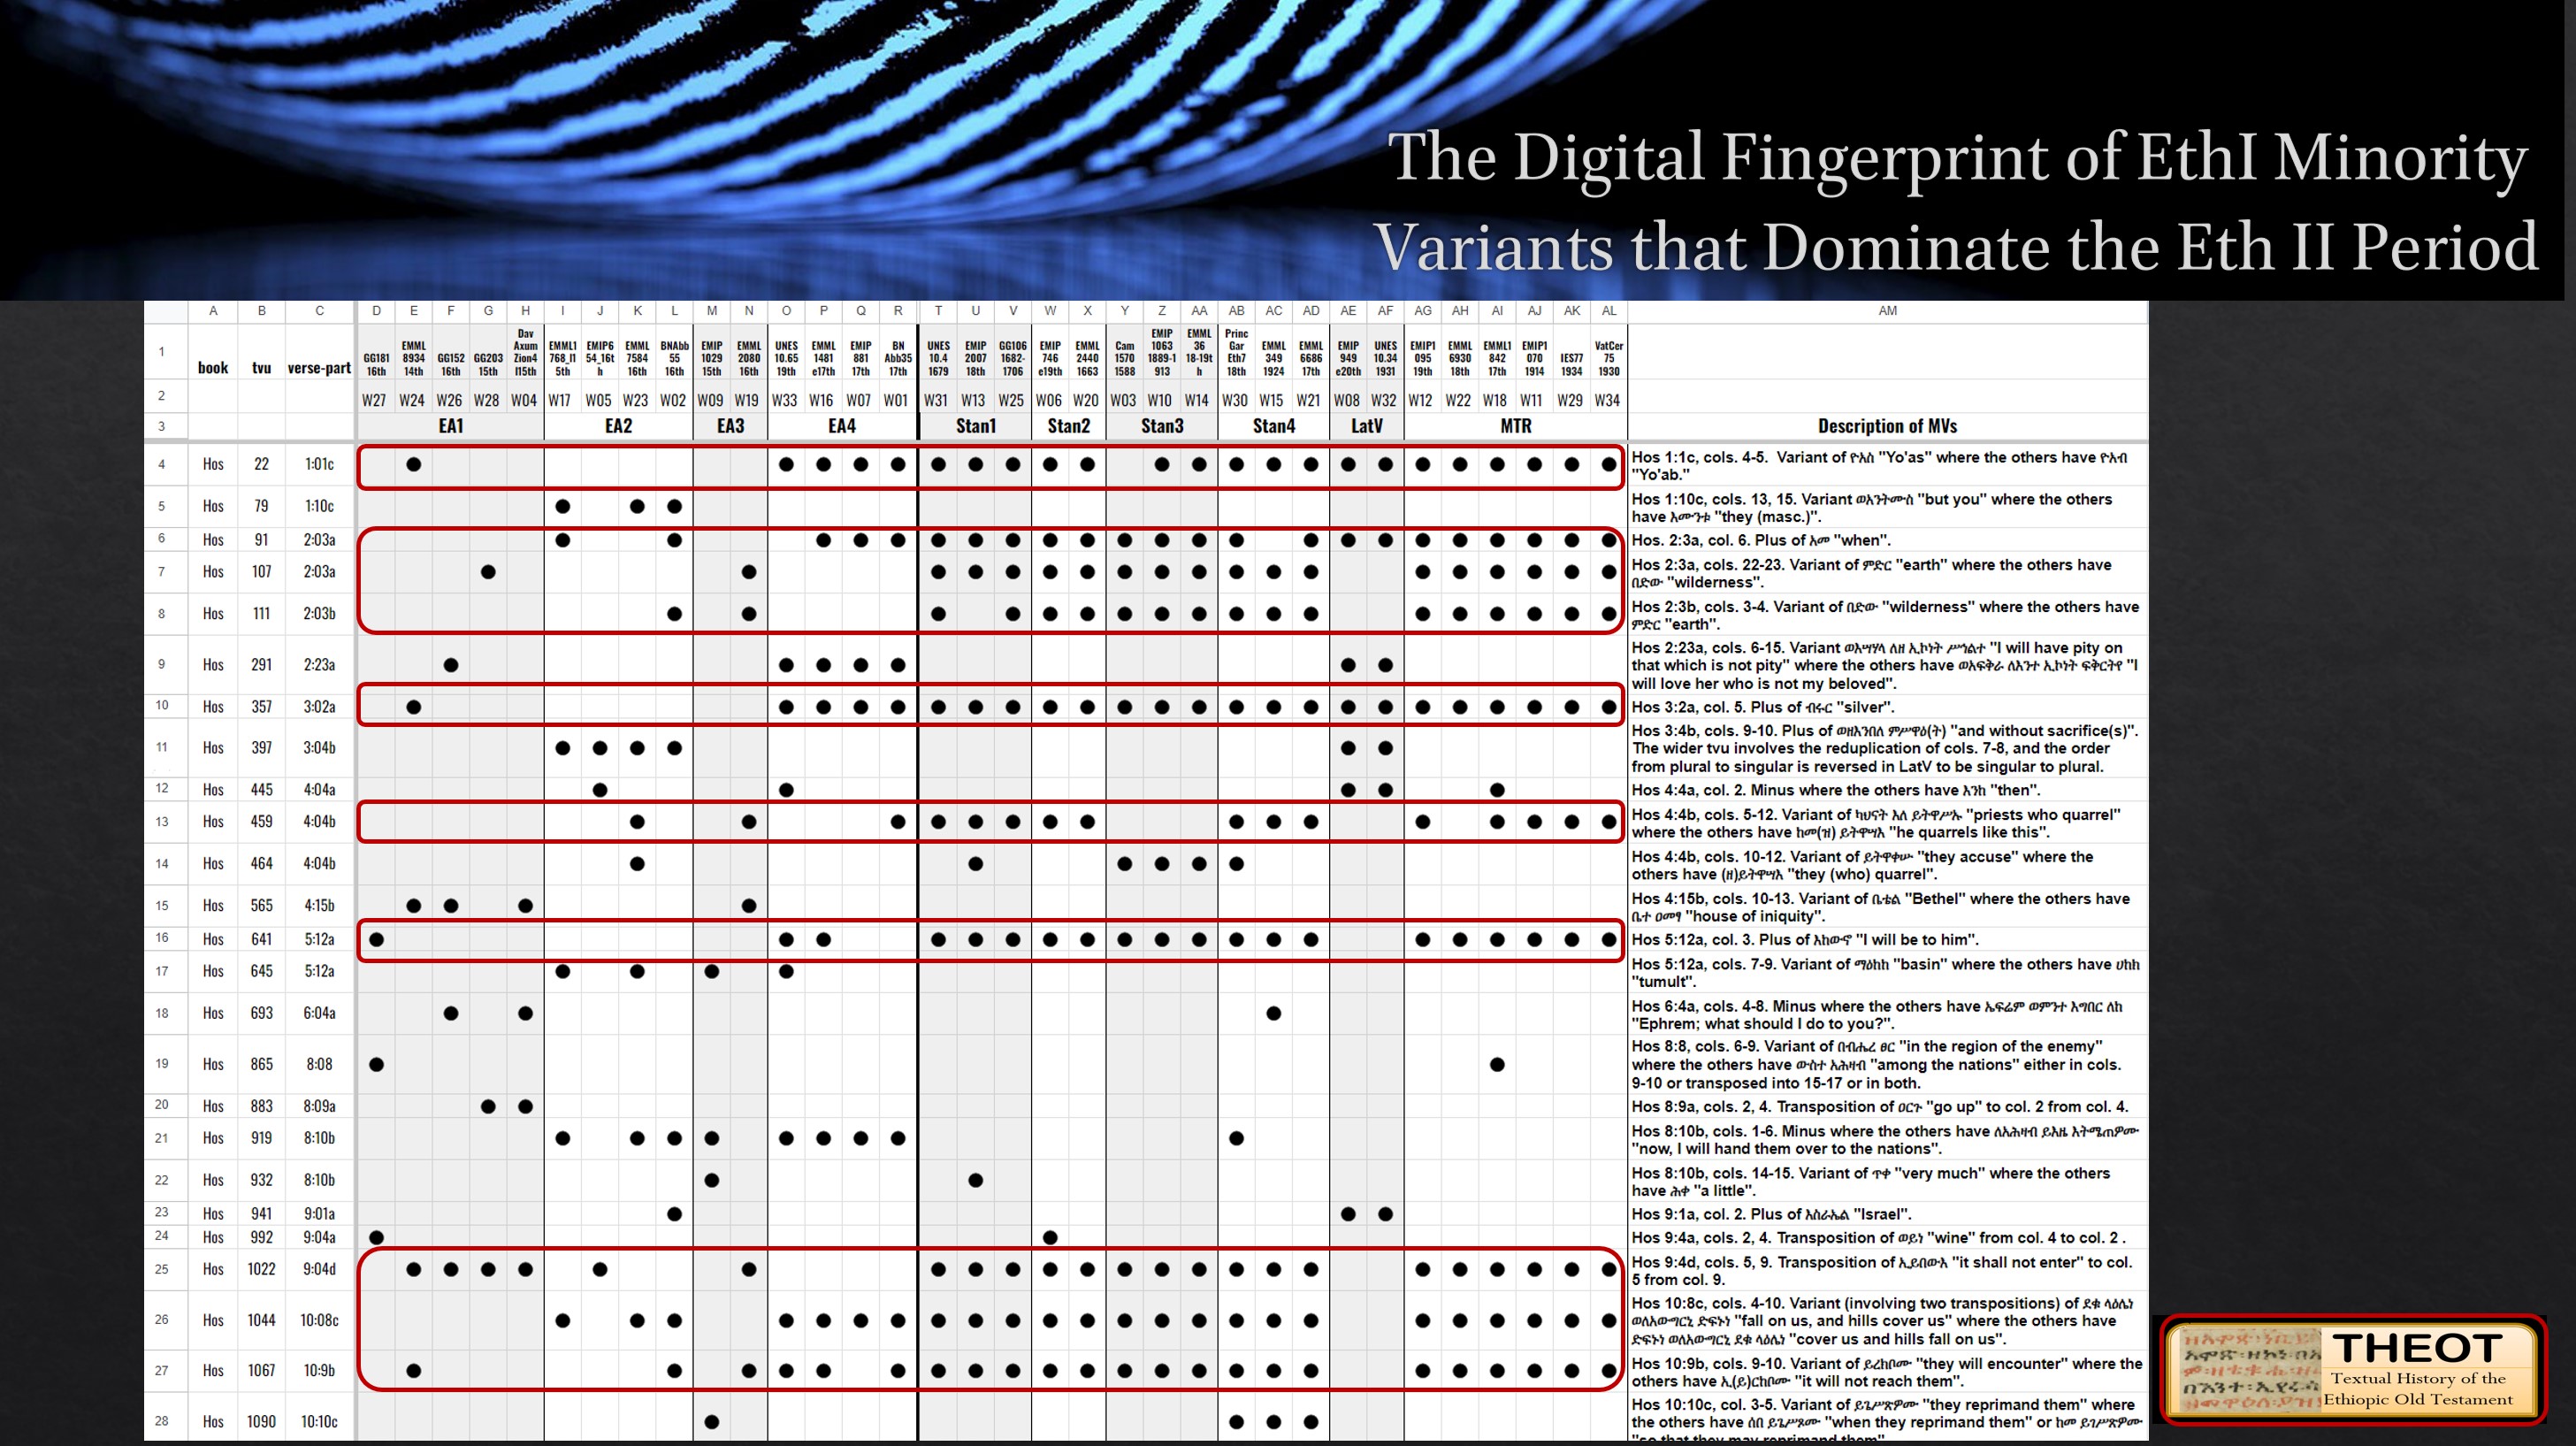 The Digital Fingerprint of EthI Minority
Variants that Dominate the Eth II Period
A B C D E F G H I J K L M N O P Q R T U V W X Y Z AA AB AC AD AE AF AG AH AI AJ AK AL AM
1 book tvu verse-part GG181 16th EMML 8934 14th GG152 16th GG203 15th Dav Axum Zion4 l15th EMML1 768_l1 5th EMIP6 54_16t h EMML 7584 16th BNAbb 55 16th EMIP 1029 15th EMML 2080 16th UNES 10.65 19th EMML 1481 e17th EMIP 881 17th BN Abb35 17th UNES 10.4 1679 EMIP 2007 18th GG106 1682- 1706 EMIP 746 e19th EMML 2440 1663 Cam 1570 1588 EMIP 1063 1889-1 913 EMML 36 18-19t h Princ Gar Eth7 18th EMML 349 1924 EMML 6686 17th EMIP 949 e20th UNES 10.34 1931 EMIP1 095 19th EMML 6930 18th EMML1 842 17th EMIP1 070 1914 IES77 1934 VatCer 75 1930
2 W27 W24 W26 W28 W04 W17 W05 W23 W02 W09 W19 W33 W16 W07 W01 W31 W13 W25 W06 W20 W03 W10 W14 W30 W15 W21 W08 W32 W12 W22 W18 W11 W29 W34
3 EA1 EA2 EA3 EA4 Stan1 Stan2 Stan3 Stan4 LatV MTR Description of MVs
4 Hos 22 1:01c Hos 1:1c, cols. 4-5. Variant of ዮአስ "Yo'as" where the others have ዮአብ
"Yo'ab."
5 Hos 79 1:10c Hos 1:10c, cols. 13, 15. Variant ወአንትሙስ "but you" where the others
have እሙንቱ "they (masc.)".
6 Hos 91 2:03a Hos. 2:3a, col. 6. Plus of አመ "when".
7 Hos 107 2:03a Hos 2:3a, cols. 22-23. Variant of ምድር "earth" where the others have
በድው "wilderness".
8 Hos 111 2:03b Hos 2:3b, cols. 3-4. Variant of በድው "wilderness" where the others have
ምድር "earth".
9 Hos 291 2:23a Hos 2:23a, cols. 6-15. Variant ወእሣሃላ ለዘ ኢኮነት ሥኅልተ "I will have pity on
that which is not pity" where the others have ወአፍቅራ ለእንተ ኢኮነት ፍቅርትየ "I
will love her who is not my beloved".
10 Hos 357 3:02a Hos 3:2a, col. 5. Plus of ብሩር "silver".
11 Hos 397 3:04b Hos 3:4b, cols. 9-10. Plus of ወዘእንበለ ምሥዋዕ(ት) "and without sacrifice(s)".
The wider tvu involves the reduplication of cols. 7-8, and the order
from plural to singular is reversed in LatV to be singular to plural.
12 Hos 445 4:04a Hos 4:4a, col. 2. Minus where the others have እንከ "then".
13 Hos 459 4:04b Hos 4:4b, cols. 5-12. Variant of ካህናት እለ ይትዋሥኡ "priests who quarrel"
where the others have ከመ(ዝ) ይትዋሣእ "he quarrels like this".
14 Hos 464 4:04b Hos 4:4b, cols. 10-12. Variant of ይትዋቀሡ "they accuse" where the
others have (ዘ)ይትዋሣእ "they (who) quarrel".
15 Hos 565 4:15b Hos 4:15b, cols. 10-13. Variant of ቤቴል "Bethel" where the others have
ቤተ ዐመፃ "house of iniquity".
16 Hos 641 5:12a Hos 5:12a, col. 3. Plus of እከውኖ "I will be to him".
17 Hos 645 5:12a Hos 5:12a, cols. 7-9. Variant of ማዕከክ "basin" where the others have ሀከክ
"tumult".
18 Hos 693 6:04a Hos 6:4a, cols. 4-8. Minus where the others have ኤፍሬም ወምንተ እግበር ለከ
"Ephrem; what should I do to you?".
19 Hos 865 8:08 Hos 8:8, cols. 6-9. Variant of በብሔረ ፀር "in the region of the enemy"
where the others have ውስተ አሕዛብ "among the nations" either in cols.
9-10 or transposed into 15-17 or in both.
20 Hos 883 8:09a Hos 8:9a, cols. 2, 4. Transposition of ዐርጉ "go up" to col. 2 from col. 4.
21 Hos 919 8:10b Hos 8:10b, cols. 1-6. Minus where the others have ለአሕዛብ ይእዜ እትሜጠዎሙ
"now, I will hand them over to the nations".
22 Hos 932 8:10b Hos 8:10b, cols. 14-15. Variant of ጥቀ "very much" where the others
have ሕቀ "a little".
23 Hos 941 9:01a Hos 9:1a, col. 2. Plus of እስራኤል "Israel".
24 Hos 992 9:04a Hos 9:4a, cols. 2, 4. Transposition of ወይነ "wine" from col. 4 to col. 2 .
25 Hos 1022 9:04d Hos 9:4d, cols. 5, 9. Transposition of ኢይበውእ "it shall not enter" to col.
5 from col. 9.
26 Hos 1044 10:08c Hos 10:8c, cols. 4-10. Variant (involving two transpositions) of ደቁ ላዕሌነ
ወለአውግርኒ ድፍኑነ "fall on us, and hills cover us" where the others have
ድፍኑነ ወለአውግርኒ ደቁ ላዕሌነ "cover us and hills fall on us".
27 Hos 1067 10:9b Hos 10:9b, cols. 9-10. Variant of ይረክቦሙ "they will encounter" where the
others have ኢ(ይ)ርከቦሙ "it will not reach them".
28 Hos 1090 10:10c Hos 10:10c, cols. 3-5. Variant of ይጌሥጽዎሙ "they reprimand them" where
the others have ሰበ ይጌሥጾሙ "when they reprimand them" or ከመ ይገሥጽዎሙ
"so that they may reprimand them"
THEOT
Textual History of the
Ethiopic Old Testament